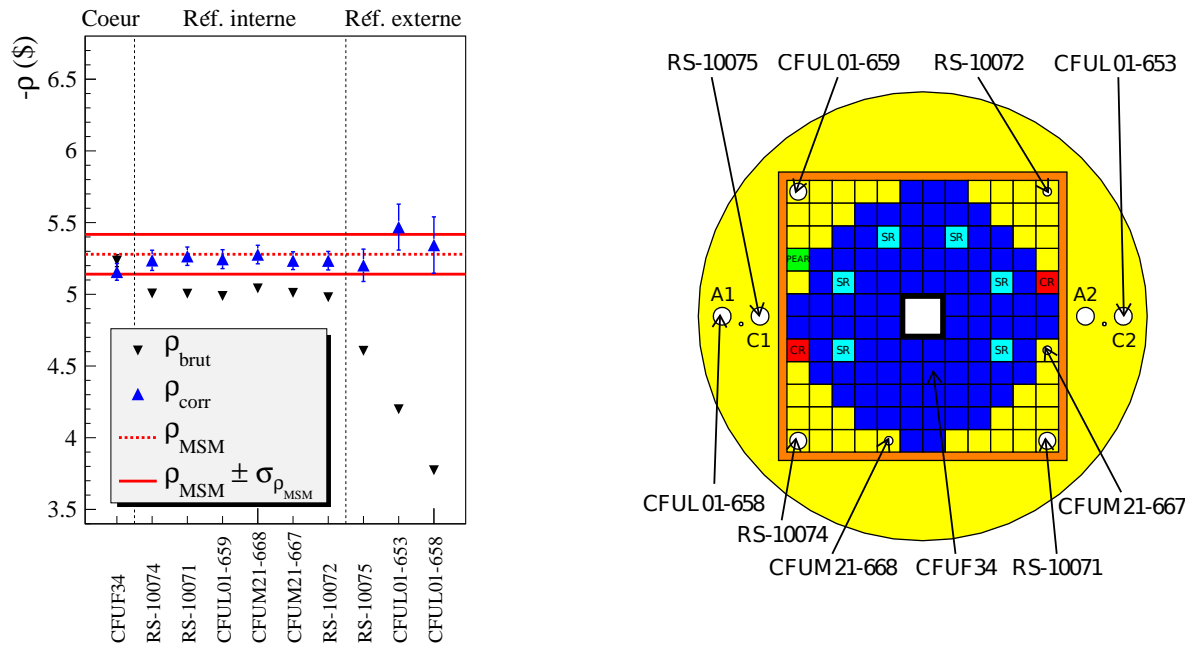 Coeur Réf. interne Réf. externe
-ρ ($)
6.5
6
5.5
5
4.5
4
3.5
ρbrut
ρcorr
ρMSM
ρMSM ± σρMSM
CFUF34
RS-10074
RS-10071
CFUL01-659
CFUM21-668
CFUM21-667
RS-10072
RS-10075
CFUL01-653
CFUL01-658
RS-10075 CFUL01-659 RS-10072 CFUL01-653
SR SR
PEAR
SR SR CR
A1 A2
C1 C2
CR SR SR
CFUL01-658 CFUM21-667
RS-10074
CFUM21-668 CFUF34 RS-10071